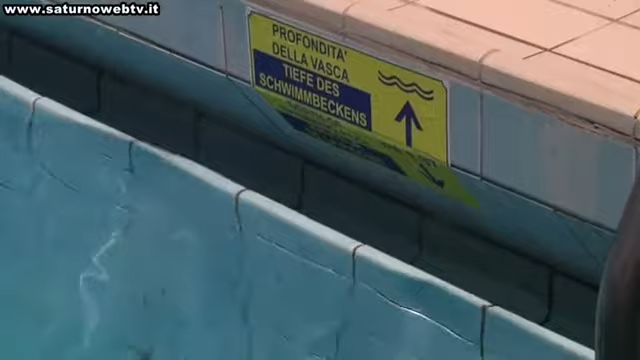 www.saturnowebtv.it
PROFONDITA'
DELLA VASCA
TIEFE DES
SCHWIMMBECKENS